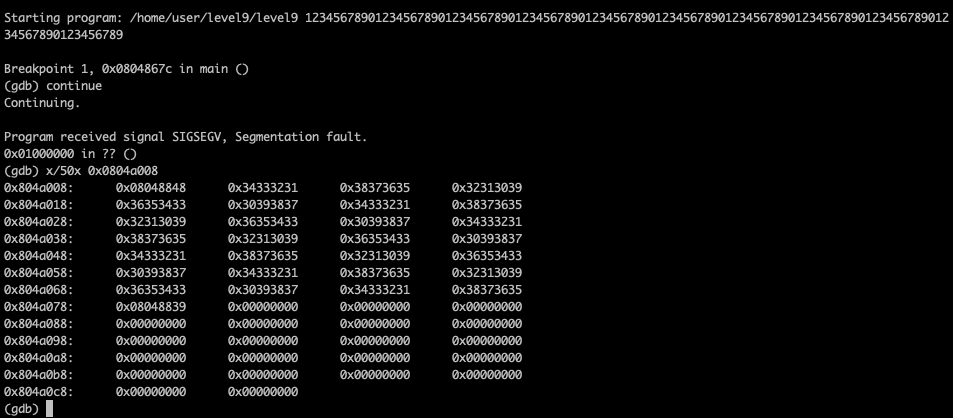 Starting program: /home/user/level9/level9 12345678901234567890123456789012345678901234567890123456789012345678901234567890123456789012
34567890123456789
Breakpoint 1, 0x0804867c in main ()
(gdb) continue
Continuing.
Program received signal SIGSEGV, Segmentation fault.
0x01000000 in ?? ()
(gdb) x/50x 0x0804a008
0x804a008: 0x08048848 0x34333231 0x38373635 0x32313039
0x804a018: 0x36353433 0x30393837 0x34333231 0x38373635
0x804a028: 0x32313039 0x36353433 0x30393837 0x34333231
0x804a038: 0x38373635 0x32313039 0x36353433 0x30393837
0x804a048: 0x34333231 0x38373635 0x32313039 0x36353433
0x804a058: 0x30393837 0x34333231 0x38373635 0x32313039
0x804a068: 0x36353433 0x30393837 0x34333231 0x38373635
0x804a078: 0x08048839 0x00000000 0x00000000 0x00000000
0x804a088: 0x00000000 0x00000000 0x00000000 0x00000000
0x804a098: 0x00000000 0x00000000 0x00000000 0x00000000
0x804a0a8: 0x00000000 0x00000000 0x00000000 0x00000000
0x804a0b8: 0x00000000 0x00000000 0x00000000 0x00000000
0x804a0c8: 0x00000000 0x00000000
(gdb)